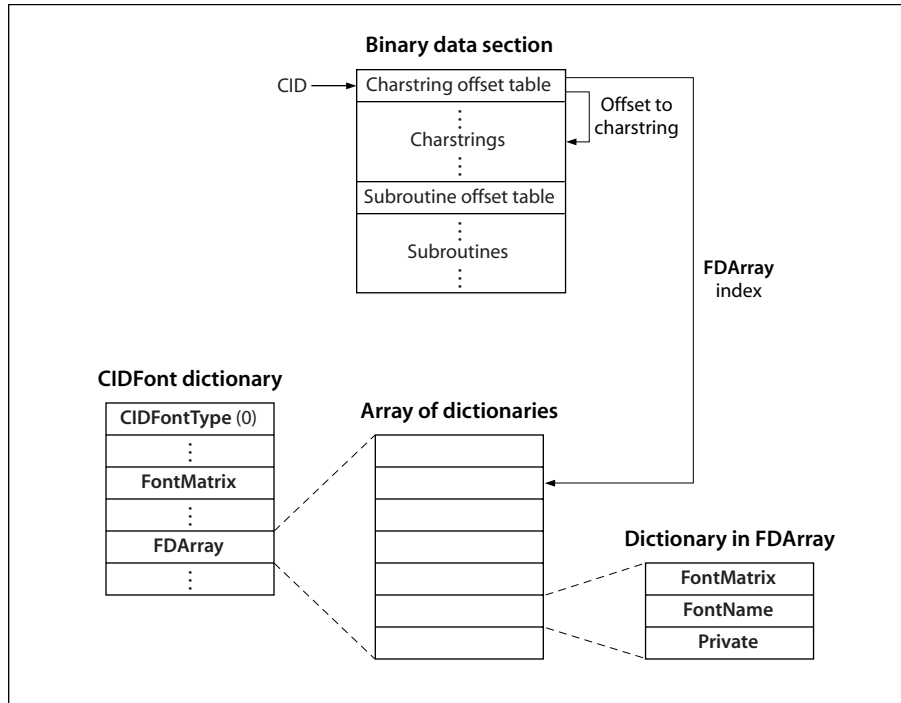 Binary data section
CID
Charstring offset table
Offset to
charstring
Charstrings
Subroutine offset table
Subroutines
FDArray
index
CIDFont dictionary
CIDFontType (0)
FontMatrix
FDArray
Array of dictionaries
Dictionary in FDArray
FontMatrix
FontName
Private